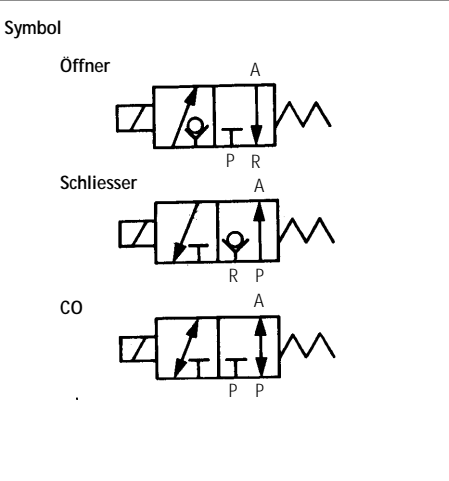 Symbol
Öffner
A
P R
Schliesser
A
R P
CO
A
P P
.